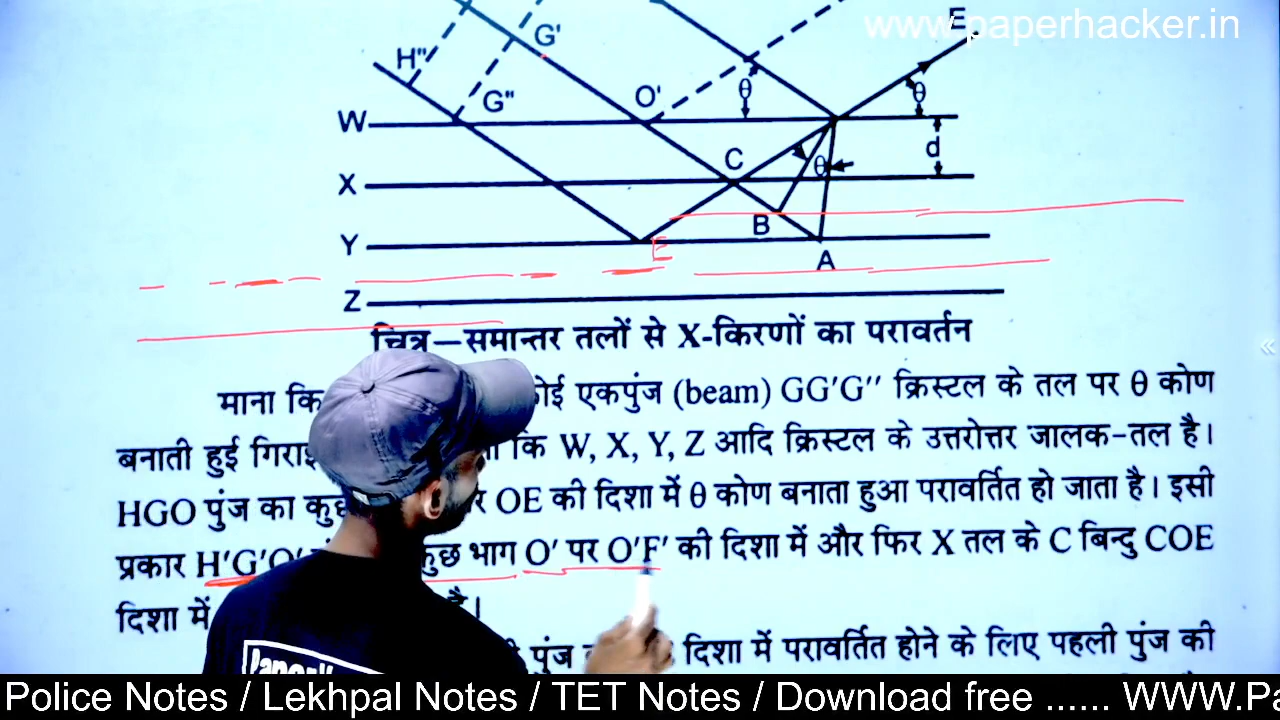 www.paperhacker.in
E
G'
H"
G"
O'
θ
θ
W
C
θ
d
X
B
Y
E
A
Z
चित्र—समान्तर तलों से X-किरणों का परावर्तन
माना कि कोई एकपुंज (beam) GG′G′′ क्रिस्टल के तल पर θ कोण
बनाती हुई कि W, X, Y, Z आदि क्रिस्टल के उत्तरोत्तर जालक-तल है।
HGO पुंज का OE की दिशा में θ कोण बनाता हुआ परावर्तित हो जाता है। इसी
प्रकार H′G′O′ कुछ भाग O′ पर O′F′ की दिशा में और फिर X तल के C बिन्दु COE
दिशा में है।
पुंज दिशा में परावर्तित होने के लिए पहली पुंज की
Police Notes / Lekhpal Notes / TET Notes / Download free ...... WWW.Pa